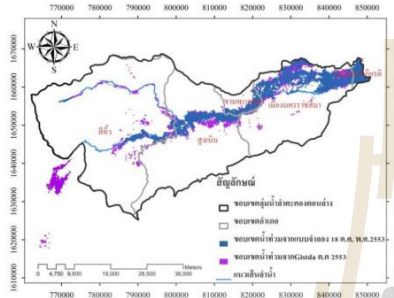 770000 780000 790000 800000 810000 820000 830000 840000 850000
N
W E
S
1670000
1660000
1650000
1640000
1630000
1620000
1610000
เมืองนครราชสีมา
สีคิ้ว
สูงเนิน
สัญลักษณ์
ขอบเขตลุ่มน้ำลำตะคองตอนล่าง
ขอบเขตอำเภอ
ขอบเขตน้ำท่วมจากแบบจำลอง 18 ต.ค. พ.ศ.2553
ขอบเขตน้ำท่วมจากGistda ต.ค 2553
แนวเส้นลำน้ำ
0 4,750 9,500 19,000 28,500 38,000
Meters
770000 780000 790000 800000 810000 820000 830000 840000 850000